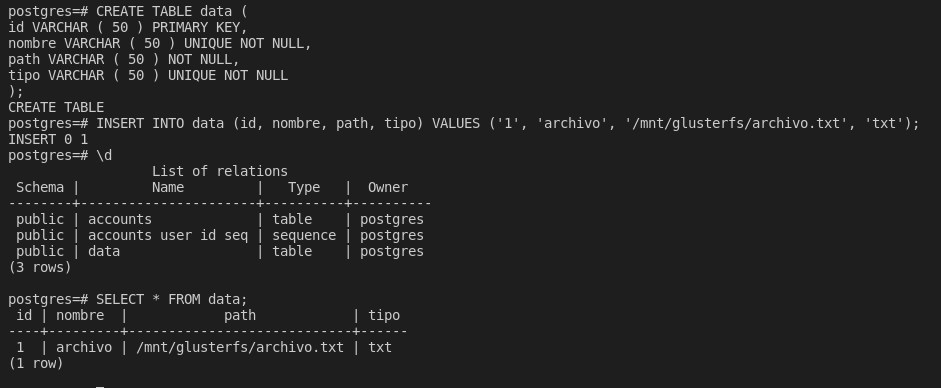 postgres=# CREATE TABLE data (
id VARCHAR ( 50 ) PRIMARY KEY,
nombre VARCHAR ( 50 ) UNIQUE NOT NULL,
path VARCHAR ( 50 ) NOT NULL,
tipo VARCHAR ( 50 ) UNIQUE NOT NULL
);
CREATE TABLE
postgres=# INSERT INTO data (id, nombre, path, tipo) VALUES ('1', 'archivo', '/mnt/glusterfs/archivo.txt', 'txt');
INSERT 0 1
postgres=# \d
                  List of relations
 Schema |         Name         |   Type   |  Owner
--------+----------------------+----------+----------
 public | accounts             | table    | postgres
 public | accounts user id seq | sequence | postgres
 public | data                 | table    | postgres
(3 rows)

postgres=# SELECT * FROM data;
 id | nombre  |            path            | tipo
----+---------+----------------------------+------
 1  | archivo | /mnt/glusterfs/archivo.txt | txt
(1 row)